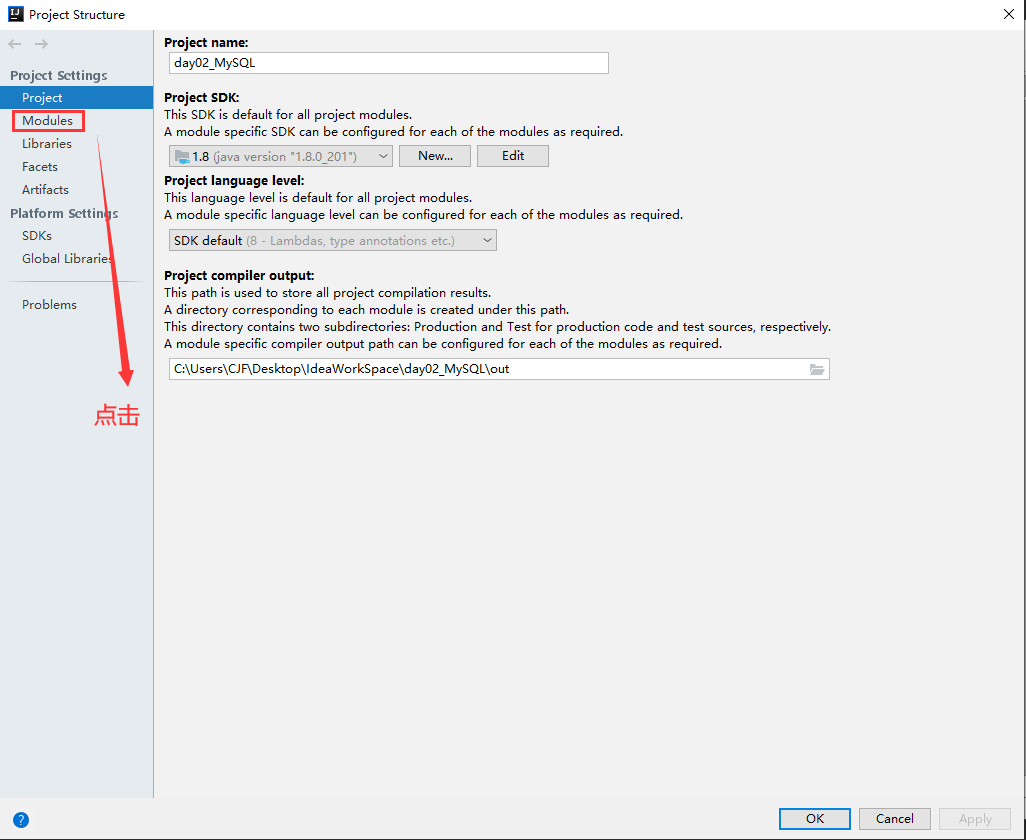 Project Structure
Project Settings
Project
Modules
Libraries
Facets
Artifacts
Platform Settings
SDKs
Global Libraries
Problems
点击
Project name:
day02_MySQL
Project SDK:
This SDK is default for all project modules.
A module specific SDK can be configured for each of the modules as required.
1.8 (java version "1.8.0_201") New... Edit
Project language level:
This language level is default for all project modules.
A module specific language level can be configured for each of the modules as required.
SDK default (8 - Lambdas, type annotations etc.)
Project compiler output:
This path is used to store all project compilation results.
A directory corresponding to each module is created under this path.
This directory contains two subdirectories: Production and Test for production code and test sources, respectively.
A module specific compiler output path can be configured for each of the modules as required.
C:\Users\CJF\Desktop\IdeaWorkSpace\day02_MySQL\out
? OK Cancel Apply